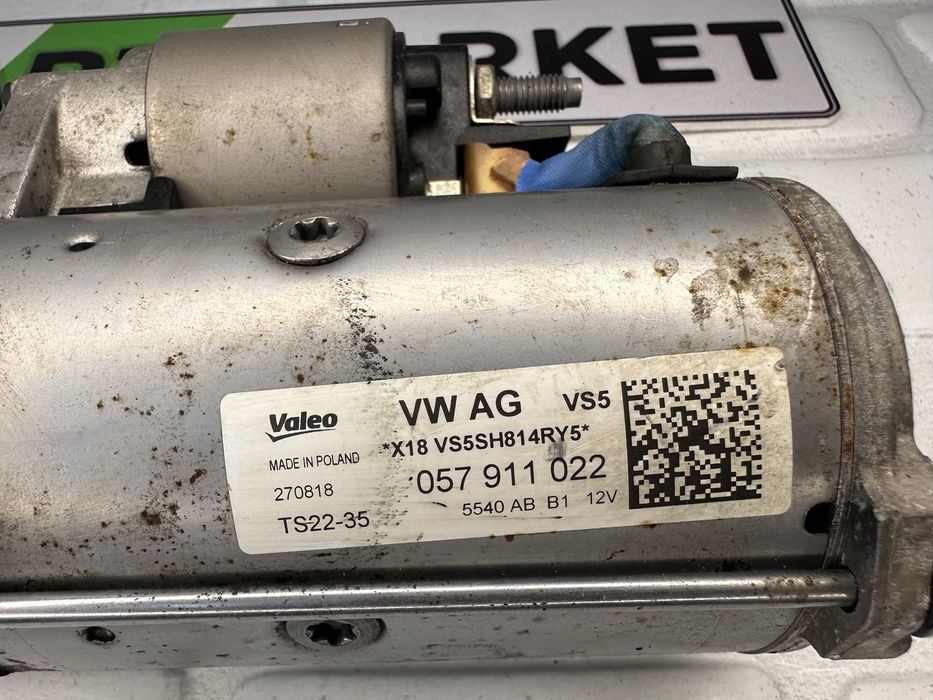 MARKET
Valeo VW AG VS5
*X18 VS5SH814RY5*
MADE IN POLAND
057 911 022
270818
5540 AB B1 12V
TS22-35